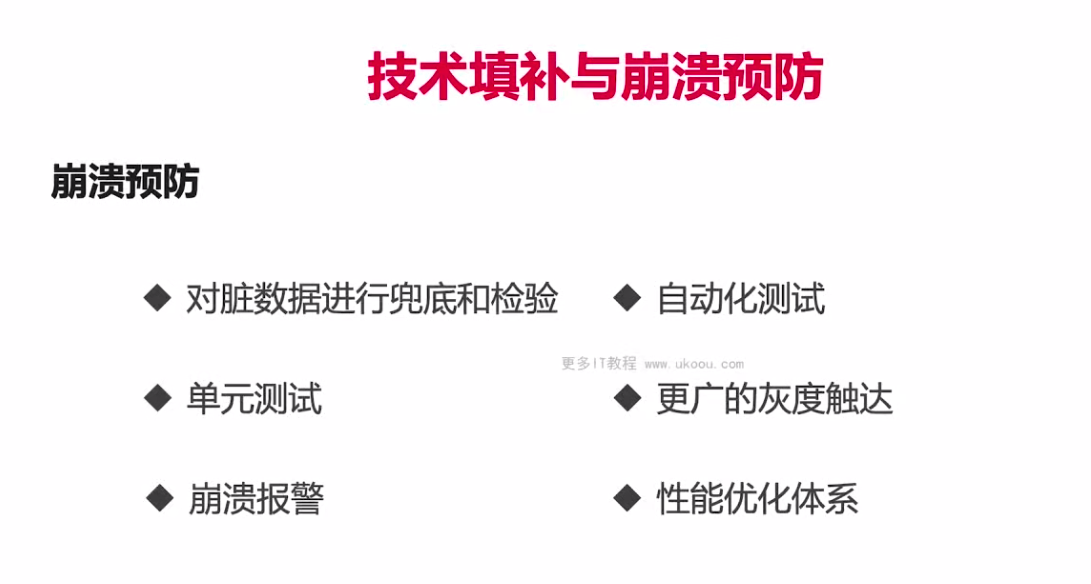 技术填补与崩溃预防
崩溃预防
◆ 对脏数据进行兜底和检验
◆ 自动化测试
更多IT教程 www.ukoou.com
◆ 单元测试
◆ 更广的灰度触达
◆ 崩溃报警
◆ 性能优化体系